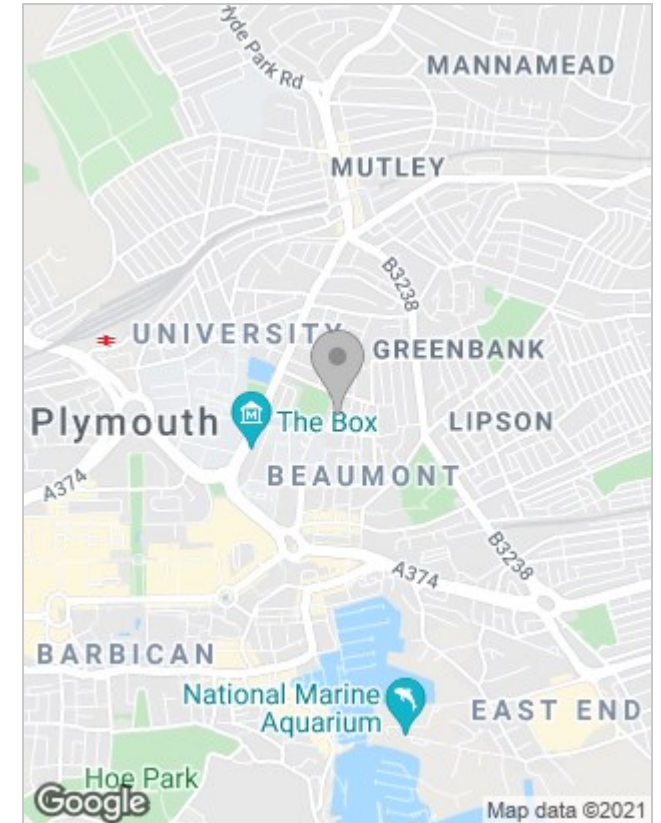 Hyde Park Rd
MANNAMEAD
MUTLEY
B3238
UNIVERSITY
GREENBANK
Plymouth
The Box
LIPSON
BEAUMONT
A374
A374
B3238
BARBICAN
National Marine
Aquarium
EAST END
Hoe Park
Google
Map data ©2021